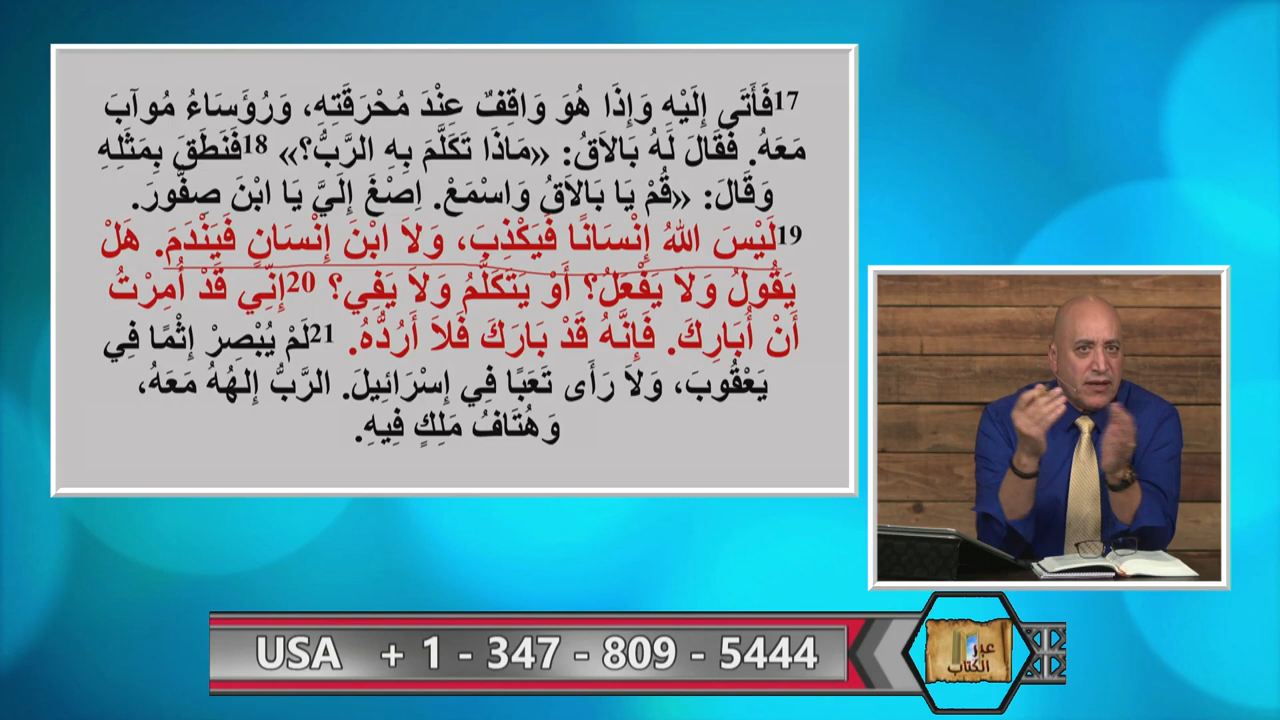 17فَأَتَى إِلَيْهِ وَإِذَا هُوَ وَاقِفٌ عِنْدَ مُحْرَقَتِهِ، وَرُؤَسَاءُ مُوآبَ
مَعَهُ. فَقَالَ لَهُ بَالاَقُ: «مَاذَا تَكَلَّمَ بِهِ الرَّبُّ؟» 18فَنَطَقَ بِمَثَلِهِ
وَقَالَ: «قُمْ يَا بَالاَقُ وَاسْمَعْ. اِصْغَ إِلَيَّ يَا ابْنَ صِفُّورَ.
19لَيْسَ اللهُ إِنْسَانًا فَيَكْذِبَ، وَلاَ ابْنَ إِنْسَانٍ فَيَنْدَمَ. هَلْ
يَقُولُ وَلاَ يَفْعَلُ؟ أَوْ يَتَكَلَّمُ وَلاَ يَفِي؟ 20إِنِّي قَدْ أُمِرْتُ
أَنْ أُبَارِكَ. فَإِنَّهُ قَدْ بَارَكَ فَلاَ أَرُدُّهُ. 21لَمْ يُبْصِرْ إِثْمًا فِي
يَعْقُوبَ، وَلاَ رَأَى تَعَبًا فِي إِسْرَائِيلَ. الرَّبُّ إِلهُهُ مَعَهُ،
وَهُتَافُ مَلِكٍ فِيهِ.
USA + 1 - 347 - 809 - 5444
عبر
الكتاب